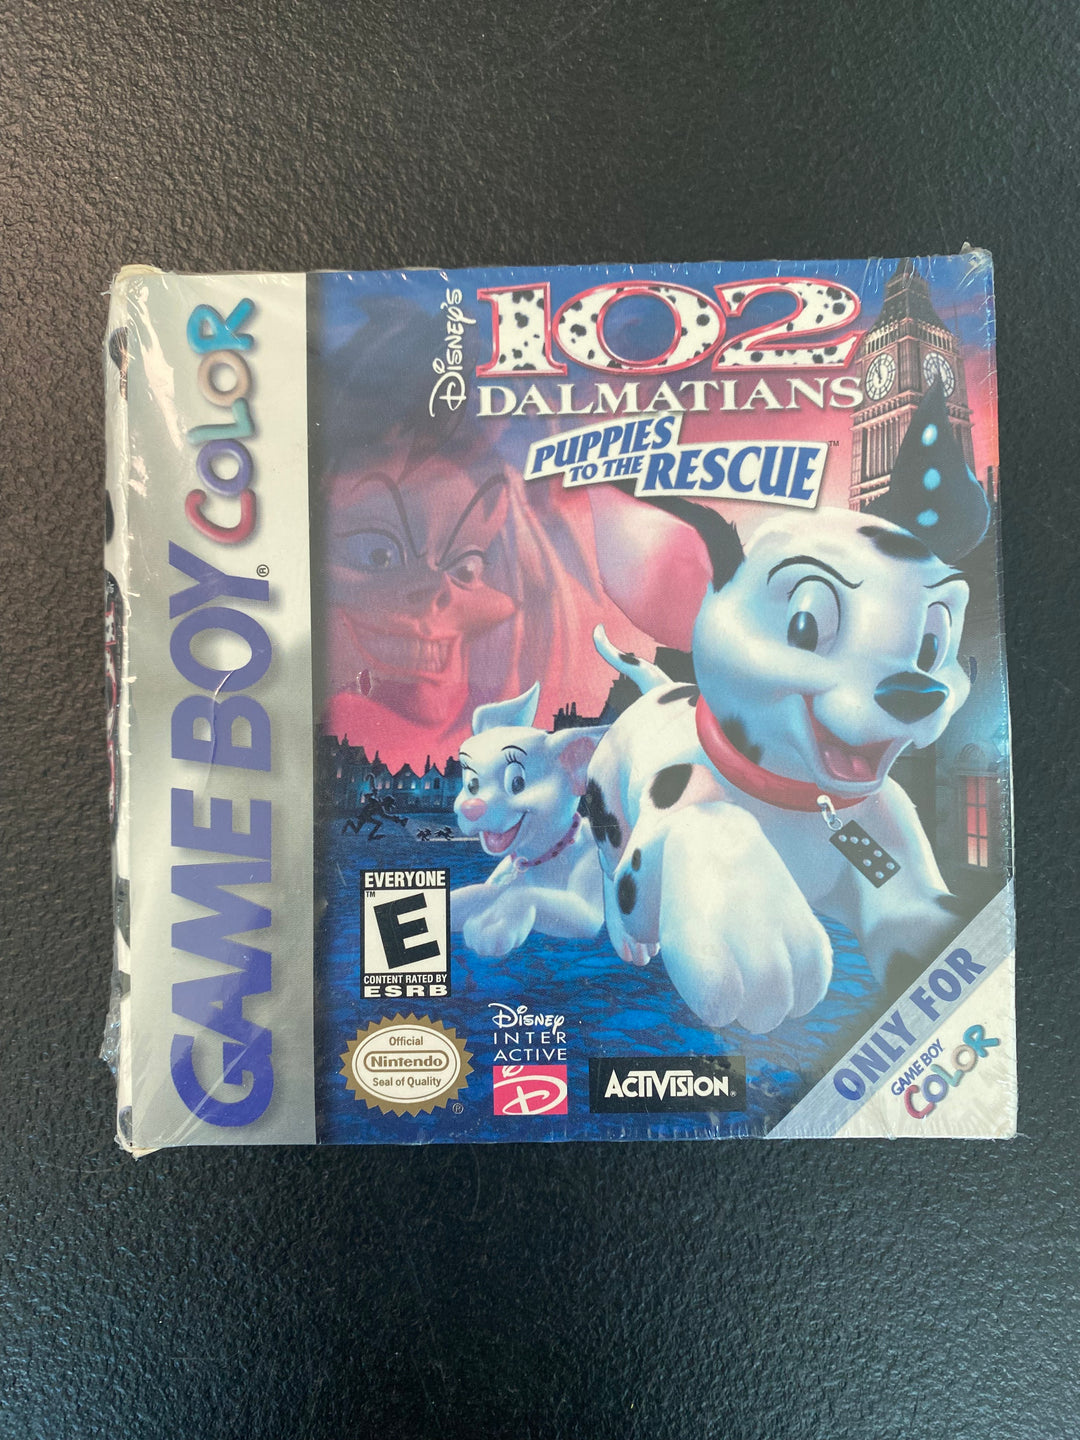 GAME BOY® COLOR
DISNEY'S
102
DALMATIANS
PUPPIES
TO THE RESCUE™
EVERYONE
TM
E
CONTENT RATED BY
ESRB
Official
Nintendo
Seal of Quality
®
DISNEY
INTER
ACTIVE
D
ACTIVISION®
ONLY FOR
GAME BOY
COLOR